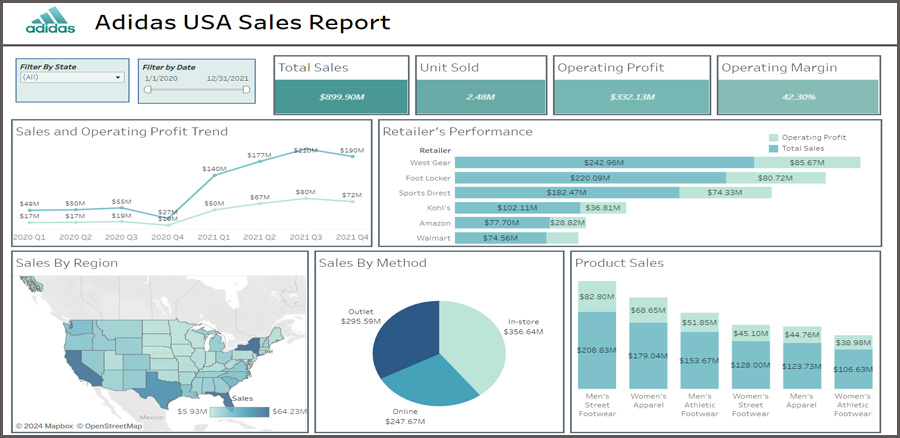 adidas
Adidas USA Sales Report
Filter By State
(All)
Filter by Date
1/1/2020 12/31/2021
Total Sales
$899.90M
Unit Sold
2.48M
Operating Profit
$332.13M
Operating Margin
42.30%
Sales and Operating Profit Trend
$49M $50M $55M $27M $140M $177M $210M $190M
$17M $17M $19M $10M $50M $67M $80M $72M
2020 Q1 2020 Q2 2020 Q3 2020 Q4 2021 Q1 2021 Q2 2021 Q3 2021 Q4
Retailer's Performance
Operating Profit
Total Sales
Retailer
West Gear $242.96M $85.67M
Foot Locker $220.09M $80.72M
Sports Direct $182.47M $74.33M
Kohl's $102.11M $36.81M
Amazon $77.70M $28.82M
Walmart $74.56M
Sales By Region
Sales
$5.93M $64.23M
Mexico
© 2024 Mapbox © OpenStreetMap
Sales By Method
Outlet
$295.59M
In-store
$356.64M
Online
$247.67M
Product Sales
$82.80M $68.65M $51.85M $45.10M $44.76M $38.98M
$208.83M $179.04M $153.67M $128.00M $123.73M $106.63M
Men's Women's Men's Women's Men's Women's
Street Apparel Athletic Street Apparel Athletic
Footwear Footwear Footwear Footwear